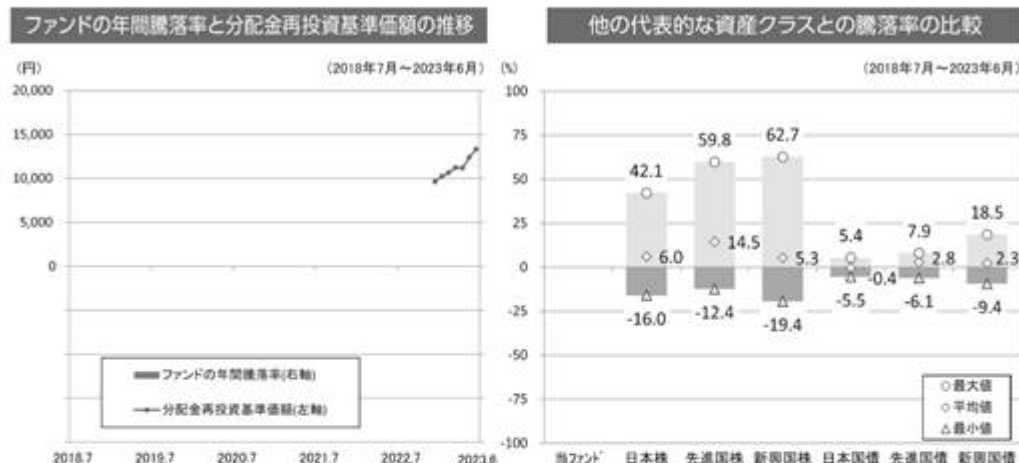 ファンドの年間騰落率と分配金再投資基準価額の推移
(円)
(2018年7月～2023年6月)
20,000
15,000
10,000
5,000
0
ファンドの年間騰落率(右軸)
分配金再投資基準価額(左軸)
2018.7 2019.7 2020.7 2021.7 2022.7 2023.6
他の代表的な資産クラスとの騰落率の比較
(%)
(2018年7月～2023年6月)
100
75
50
25
0
-25
-50
-75
-100
42.1 59.8 62.7 5.4 7.9 18.5
6.0 14.5 5.3 -0.4 2.8 2.3
-16.0 -12.4 -19.4 -5.5 -6.1 -9.4
最大値
平均値
最小値
当ファンド 日本株 先進国株 新興国株 日本国債 先進国債 新興国債